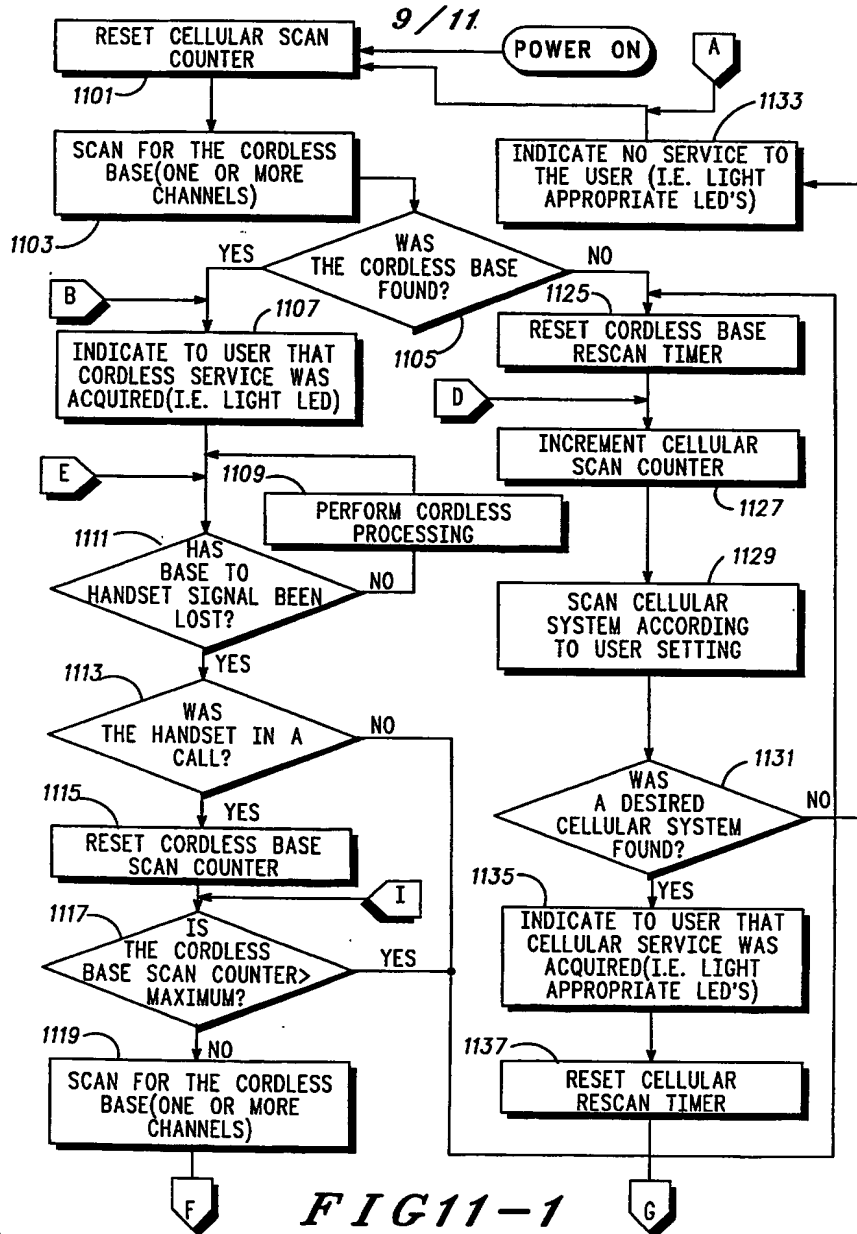 9/11
RESET CELLULAR SCAN
COUNTER
1101
POWER ON
A
SCAN FOR THE CORDLESS
BASE(ONE OR MORE
CHANNELS)
1103
1133
INDICATE NO SERVICE TO
THE USER (I.E. LIGHT
APPROPRIATE LED'S)
WAS
THE CORDLESS BASE
FOUND?
1105
YES
NO
B
1107
INDICATE TO USER THAT
CORDLESS SERVICE WAS
ACQUIRED(I.E. LIGHT LED)
1125
RESET CORDLESS BASE
RESCAN TIMER
D
INCREMENT CELLULAR
SCAN COUNTER
1127
E
1109
PERFORM CORDLESS
PROCESSING
1111
HAS
BASE TO
HANDSET SIGNAL BEEN
LOST?
NO
YES
1129
SCAN CELLULAR
SYSTEM ACCORDING
TO USER SETTING
1113
WAS
THE HANDSET IN A
CALL?
NO
YES
1131
WAS
A DESIRED
CELLULAR SYSTEM
FOUND?
NO
YES
1115
RESET CORDLESS BASE
SCAN COUNTER
I
1117
IS
THE CORDLESS
BASE SCAN COUNTER>
MAXIMUM?
YES
NO
1135
INDICATE TO USER THAT
CELLULAR SERVICE WAS
ACQUIRED(I.E. LIGHT
APPROPRIATE LED'S)
1119
SCAN FOR THE CORDLESS
BASE(ONE OR MORE
CHANNELS)
1137
RESET CELLULAR
RESCAN TIMER
F
G
FIG11-1